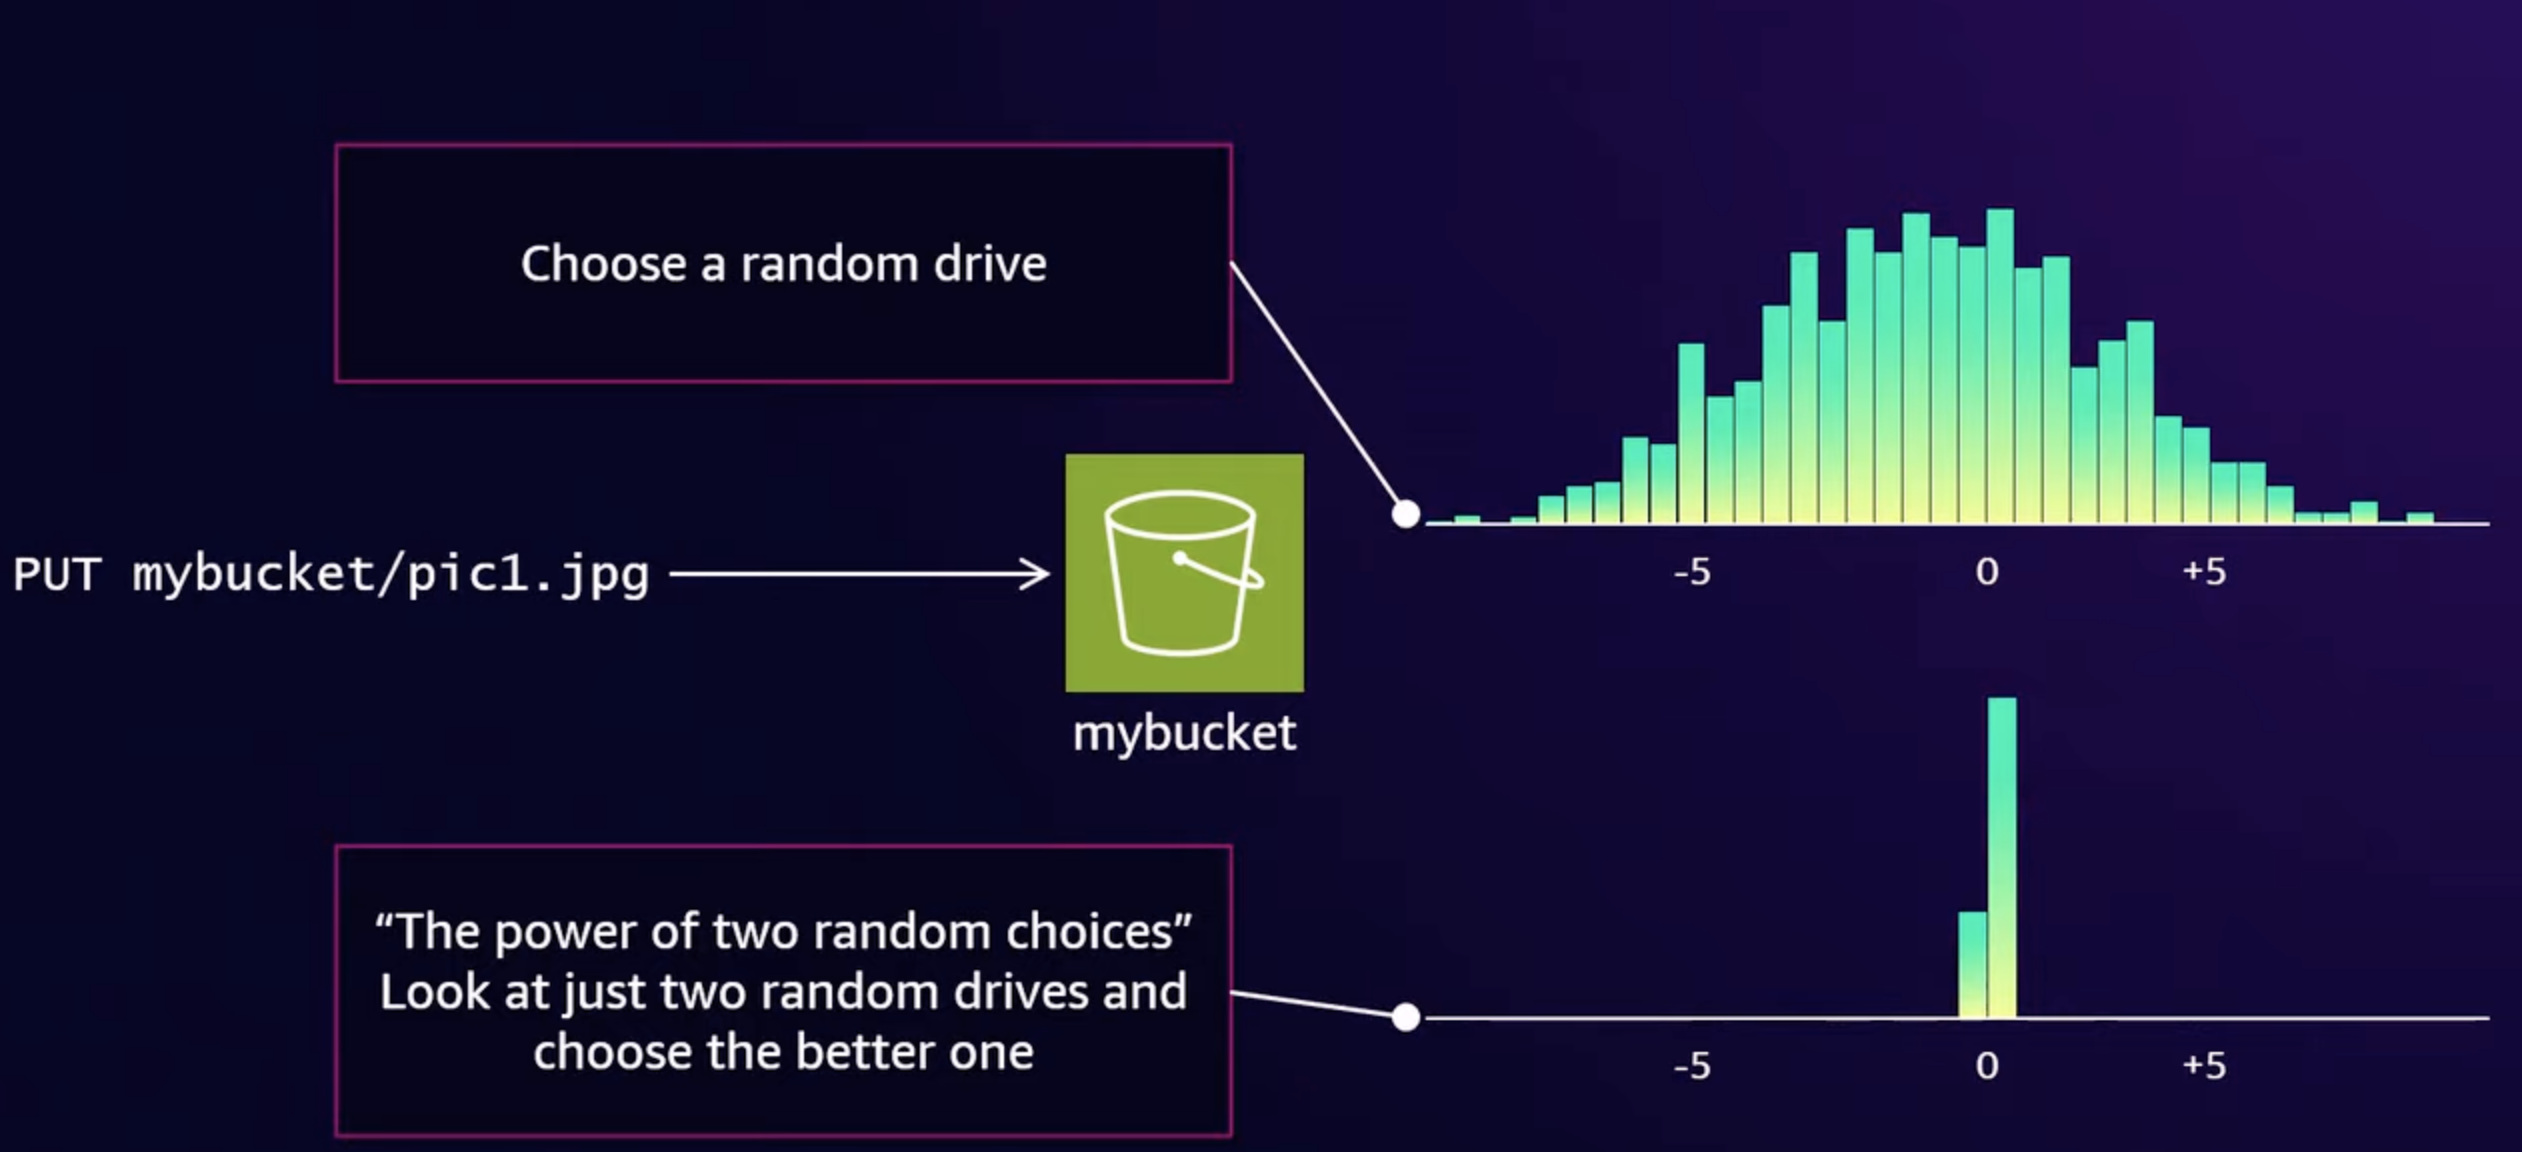 Choose a random drive
-5 0 +5
PUT mybucket/pic1.jpg
mybucket
“The power of two random choices”
Look at just two random drives and
choose the better one
-5 0 +5